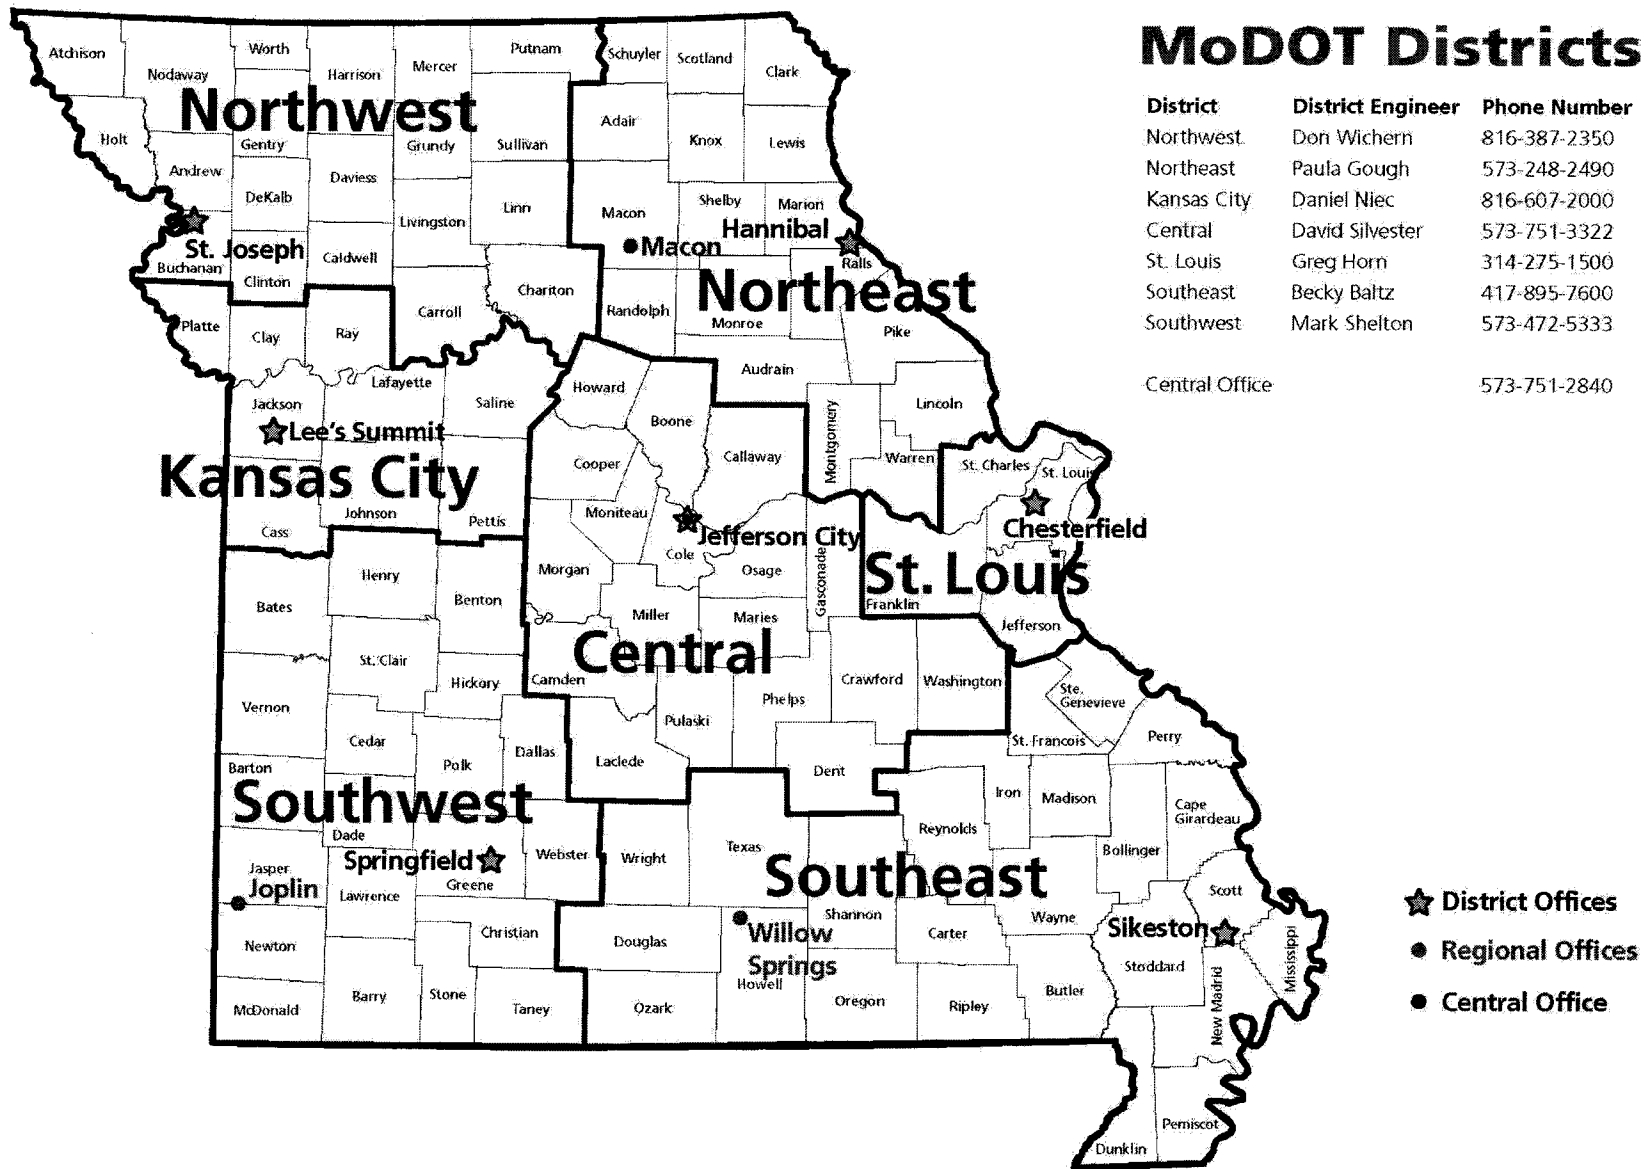 MoDOT Districts
District District Engineer Phone Number
Northwest Don Wichern 816-387-2350
Northeast Paula Gough 573-248-2490
Kansas City Daniel Niec 816-607-2000
Central David Silvester 573-751-3322
St. Louis Greg Horn 314-275-1500
Southeast Becky Baltz 417-895-7600
Southwest Mark Shelton 573-472-5333
Central Office 573-751-2840
Northwest
Atchison
Nodaway
Worth
Harrison
Mercer
Putnam
Holt
Andrew
Gentry
Grundy
Sullivan
DeKalb
Daviess
Livingston
Linn
St. Joseph
Buchanan
Clinton
Caldwell
Carroll
Chariton
Northeast
Schuyler
Scotland
Clark
Adair
Knox
Lewis
Macon
Shelby
Marion
Hannibal
Macon
Ralls
Randolph
Monroe
Pike
Audrain
Montgomery
Lincoln
Warren
Kansas City
Platte
Clay
Ray
Lafayette
Jackson
Saline
Lee's Summit
Cass
Johnson
Pettis
Central
Howard
Boone
Cooper
Callaway
Moniteau
Jefferson City
Cole
Morgan
Osage
Gasconade
Miller
Maries
Camden
Pulaski
Phelps
Crawford
Washington
Laclede
Dent
St. Louis
St. Charles
St. Louis
Chesterfield
Franklin
Jefferson
Southwest
Bates
Henry
Benton
St. Clair
Hickory
Vernon
Cedar
Polk
Dallas
Barton
Dade
Springfield
Webster
Jasper
Joplin
Lawrence
Greene
Christian
Newton
McDonald
Barry
Stone
Taney
Southeast
Ste.
Genevieve
St. Francois
Perry
Iron
Madison
Cape
Girardeau
Reynolds
Bollinger
Wright
Texas
Shannon
Wayne
Scott
Sikeston
Carter
Douglas
Willow
Springs
Howell
Stoddard
Mississippi
Butler
New Madrid
Ozark
Oregon
Ripley
Pemiscot
Dunklin
District Offices
Regional Offices
Central Office